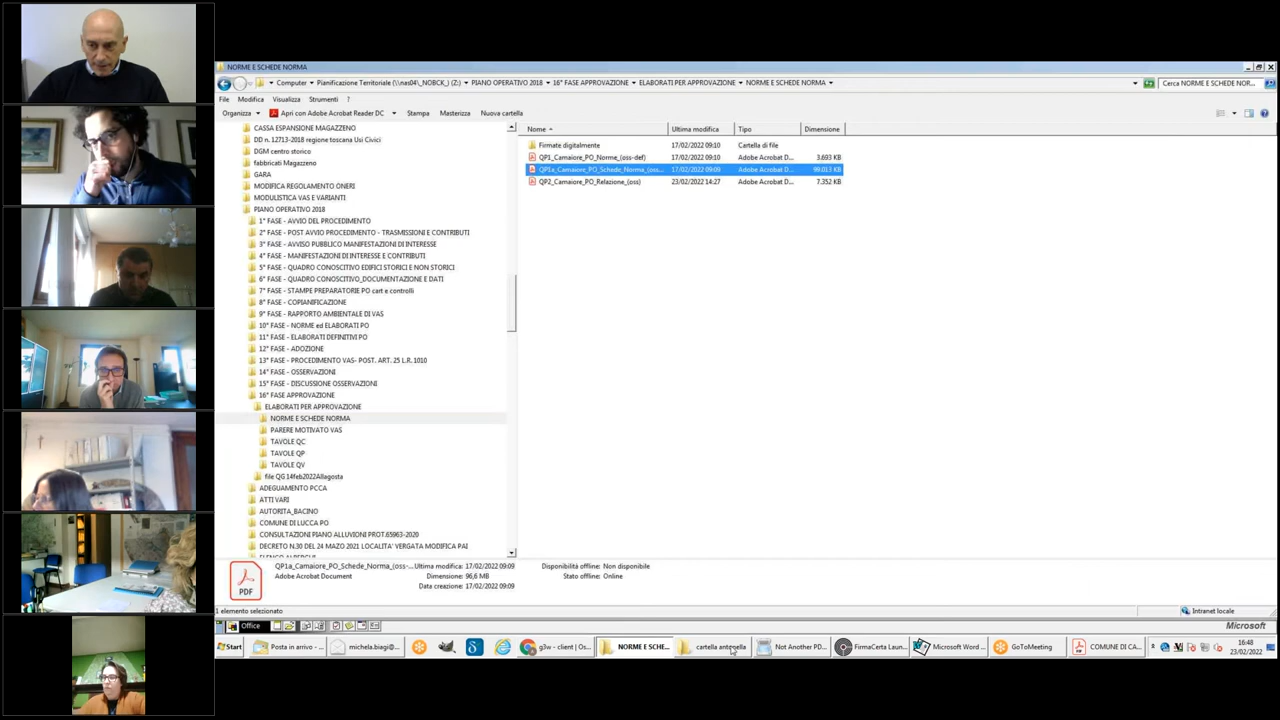 NORME E SCHEDE NORMA
Computer Pianificazione Territoriale (\\nas04\_NOBCK_) (Z:) PIANO OPERATIVO 2018 16° FASE APPROVAZIONE ELABORATI PER APPROVAZIONE NORME E SCHEDE NORMA
Cerca NORME E SCHEDE NOR...
File Modifica Visualizza Strumenti ?
Organizza Apri con Adobe Acrobat Reader DC Stampa Masterizza Nuova cartella
CASSA ESPANSIONE MAGAZZENO
DD n. 12713-2018 regione toscana Usi Civici
DGM centro storico
fabbricati Magazzeno
GARA
MODIFICA REGOLAMENTO ONERI
MODULISTICA VAS E VARIANTI
PIANO OPERATIVO 2018
1° FASE - AVVIO DEL PROCEDIMENTO
2° FASE - POST AVVIO PROCEDIMENTO - TRASMISSIONI E CONTRIBUTI
3° FASE - AVVISO PUBBLICO MANIFESTAZIONI DI INTERESSE
4° FASE - MANIFESTAZIONI DI INTERESSE E CONTRIBUTI
5° FASE - QUADRO CONOSCITIVO EDIFICI STORICI E NON STORICI
6° FASE - QUADRO CONOSCITIVO_DOCUMENTAZIONE E DATI
7° FASE - STAMPE PREPARATORIE PO cart e controlli
8° FASE - COPIANIFICAZIONE
9° FASE - RAPPORTO AMBIENTALE DI VAS
10° FASE - NORME ed ELABORATI PO
11° FASE - ELABORATI DEFINITIVI PO
12° FASE - ADOZIONE
13° FASE - PROCEDIMENTO VAS- POST. ART. 25 L.R.1010
14° FASE - OSSERVAZIONI
15° FASE - DISCUSSIONE OSSERVAZIONI
16° FASE APPROVAZIONE
ELABORATI PER APPROVAZIONE
NORME E SCHEDE NORMA
PARERE MOTIVATO VAS
TAVOLE QC
TAVOLE QP
TAVOLE QV
file QG 14feb2022Allagosta
ADEGUAMENTO PCCA
ATTI VARI
AUTORITA_BACINO
COMUNE DI LUCCA PO
CONSULTAZIONI PIANO ALLUVIONI PROT.65963-2020
DECRETO N.30 DEL 24 MAZO 2021 LOCALITA' VERGATA MODIFICA PAI
Nome Ultima modifica Tipo Dimensione
Firmate digitalmente 17/02/2022 09:10 Cartella di file
QP1_Camaiore_PO_Norme_(oss-def) 17/02/2022 09:10 Adobe Acrobat D... 3.693 KB
QP1a_Camaiore_PO_Schede_Norma_(oss... 17/02/2022 09:09 Adobe Acrobat D... 99.013 KB
QP2_Camaiore_PO_Relazione_(oss) 23/02/2022 14:27 Adobe Acrobat D... 7.352 KB
QP1a_Camaiore_PO_Schede_Norma_(oss-... Ultima modifica: 17/02/2022 09:09 Disponibilità offline: Non disponibile
Adobe Acrobat Document Dimensione: 96,6 MB Stato offline: Online
Data creazione: 17/02/2022 09:09
PDF
1 elemento selezionato
Intranet locale
Office
Microsoft
Start Posta in arrivo - ... michela.biagi@... g3w - client | Os... NORME E SCHE... cartella antonella Not Another PD... FirmaCerta Laun... Microsoft Word ... GoToMeeting COMUNE DI CA...
16:48
23/02/2022